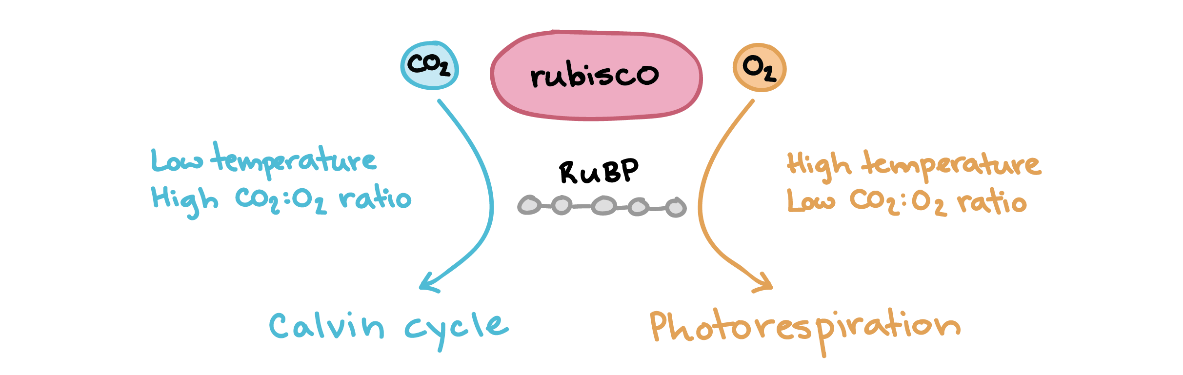 CO₂
rubisco
O₂
Low temperature
High CO₂:O₂ ratio
RuBP
High temperature
Low CO₂:O₂ ratio
Calvin cycle
Photorespiration